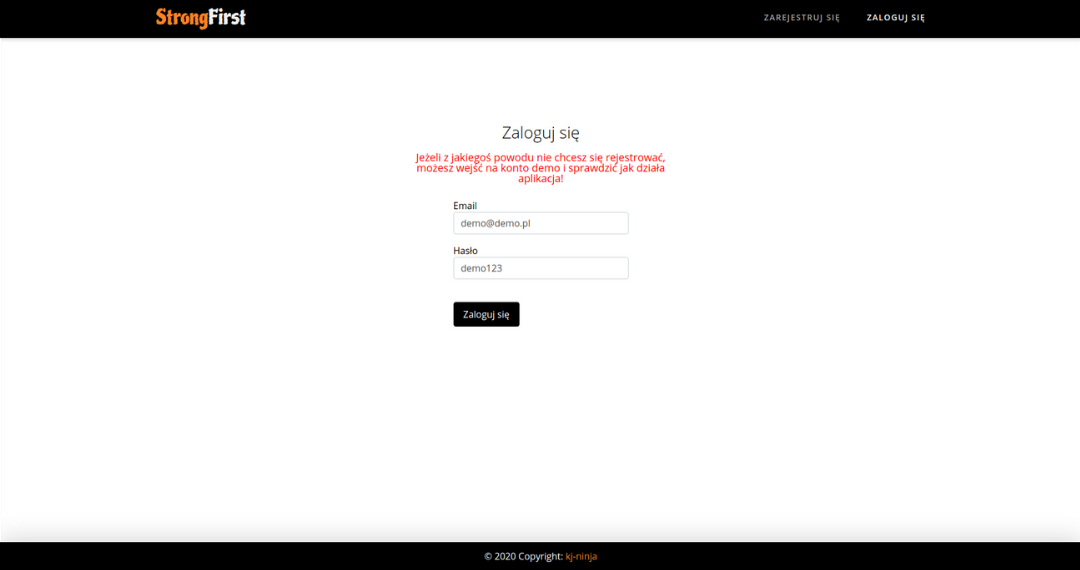 StrongFirst
ZAREJESTRUJ SIĘ
ZALOGUJ SIĘ
Zaloguj się
Jeżeli z jakiegoś powodu nie chcesz się rejestrować,
możesz wejść na konto demo i sprawdzić jak działa
aplikacja!
Email
demo@demo.pl
Hasło
demo123
Zaloguj się
© 2020 Copyright: kj-ninja